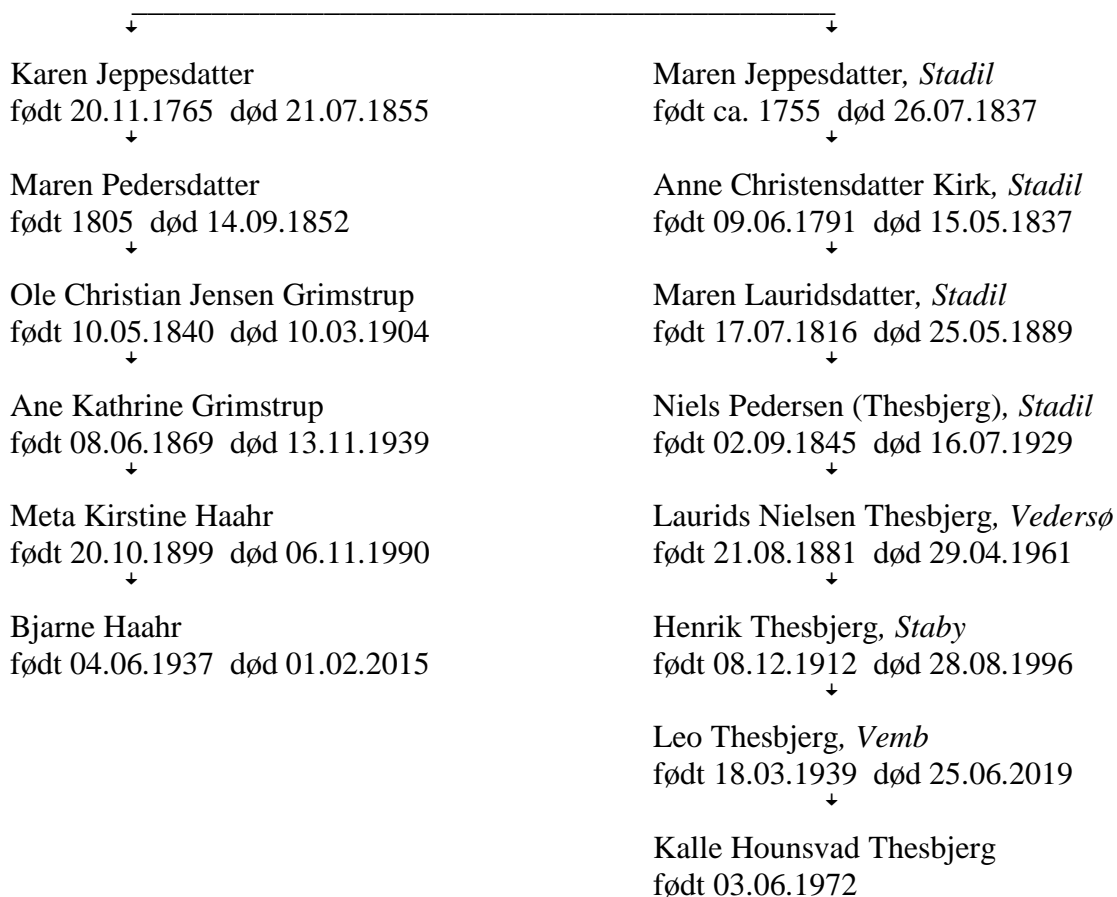 Karen Jeppesdatter
født 20.11.1765 død 21.07.1855
Maren Pedersdatter
født 1805 død 14.09.1852
Ole Christian Jensen Grimstrup
født 10.05.1840 død 10.03.1904
Ane Kathrine Grimstrup
født 08.06.1869 død 13.11.1939
Meta Kirstine Haahr
født 20.10.1899 død 06.11.1990
Bjarne Haahr
født 04.06.1937 død 01.02.2015
Maren Jeppesdatter, Stadil
født ca. 1755 død 26.07.1837
Anne Christensdatter Kirk, Stadil
født 09.06.1791 død 15.05.1837
Maren Lauridsdatter, Stadil
født 17.07.1816 død 25.05.1889
Niels Pedersen (Thesbjerg), Stadil
født 02.09.1845 død 16.07.1929
Laurids Nielsen Thesbjerg, Vedersø
født 21.08.1881 død 29.04.1961
Henrik Thesbjerg, Staby
født 08.12.1912 død 28.08.1996
Leo Thesbjerg, Vemb
født 18.03.1939 død 25.06.2019
Kalle Hounsvad Thesbjerg
født 03.06.1972